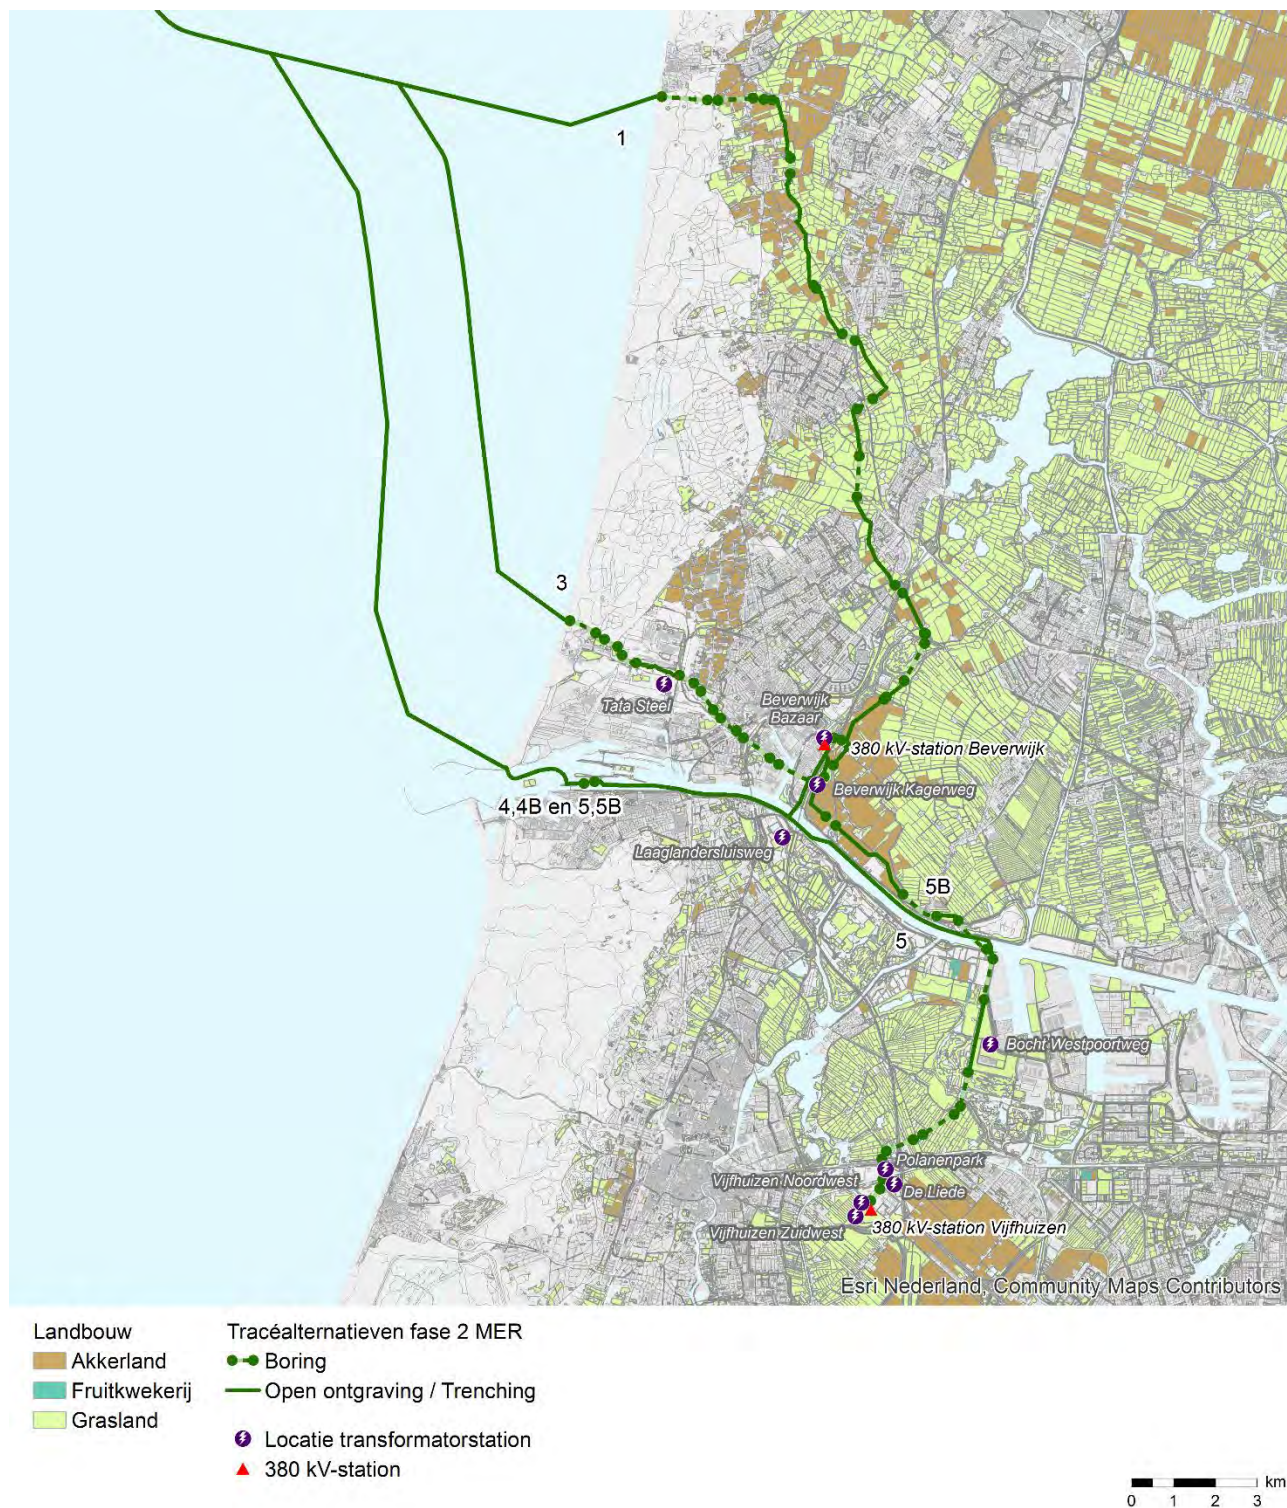 1
3
Tata Steel
Beverwijk
Bazaar
380 kV-station Beverwijk
Beverwijk Kagerweg
4,4B en 5,5B
Laaglandersluisweg
5B
5
Bocht Westpoortweg
Polanenpark
Vijfhuizen Noordwest
De Liede
Vijfhuizen Zuidwest
380 kV-station Vijfhuizen
Esri Nederland, Community Maps Contributors
Landbouw
Akkerland
Fruitkwekerij
Grasland
Tracéalternatieven fase 2 MER
Boring
Open ontgraving / Trenching
Locatie transformatorstation
380 kV-station
km
0 1 2 3